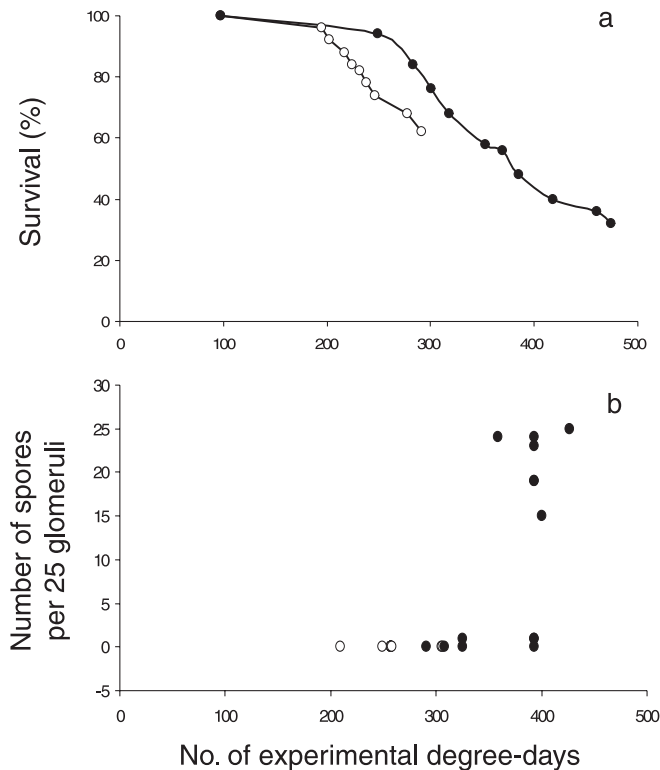 a
100
80
60
40
20
0
Survival (%)
0 100 200 300 400 500
b
30
25
20
15
10
5
0
-5
Number of spores
per 25 glomeruli
0 100 200 300 400 500
No. of experimental degree-days